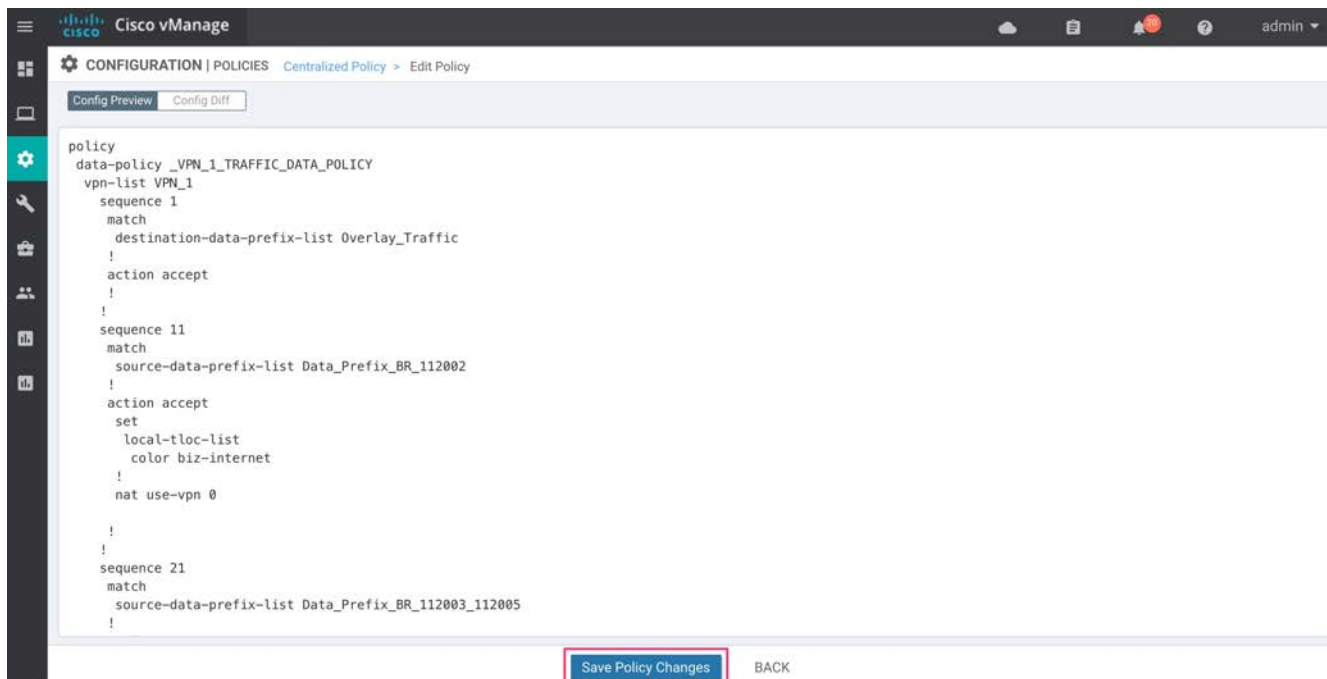 CISCO Cisco vManage 20 admin
CONFIGURATION | POLICIES Centralized Policy > Edit Policy
Config Preview Config Diff
policy
data-policy _VPN_1_TRAFFIC_DATA_POLICY
vpn-list VPN_1
sequence 1
match
destination-data-prefix-list Overlay_Traffic
!
action accept
!
!
sequence 11
match
source-data-prefix-list Data_Prefix_BR_112002
!
action accept
set
local-tloc-list
color biz-internet
!
nat use-vpn 0
!
!
sequence 21
match
source-data-prefix-list Data_Prefix_BR_112003_112005
!
Save Policy Changes BACK